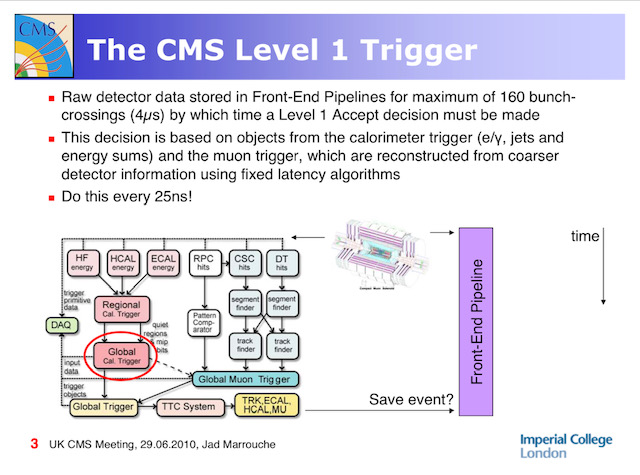 CMS
The CMS Level 1 Trigger
Raw detector data stored in Front-End Pipelines for maximum of 160 bunch-
crossings (4μs) by which time a Level 1 Accept decision must be made
This decision is based on objects from the calorimeter trigger (e/γ, jets and
energy sums) and the muon trigger, which are reconstructed from coarser
detector information using fixed latency algorithms
Do this every 25ns!
HF
energy
HCAL
energy
ECAL
energy
RPC
hits
CSC
hits
DT
hits
trigger
primitive
data
Regional
Cal. Trigger
segment
finder
segment
finder
Pattern
Comp-
arator
DAQ
quiet
regions
& mip
bits
track
finder
track
finder
Global
Cal. Trigger
input
data
Global Muon Trigger
trigger
objects
Global Trigger
TTC System
TRK,ECAL,
HCAL,MU
Compact Muon Solenoid
Front-End Pipeline
time
Save event?
3 UK CMS Meeting, 29.06.2010, Jad Marrouche
Imperial College
London